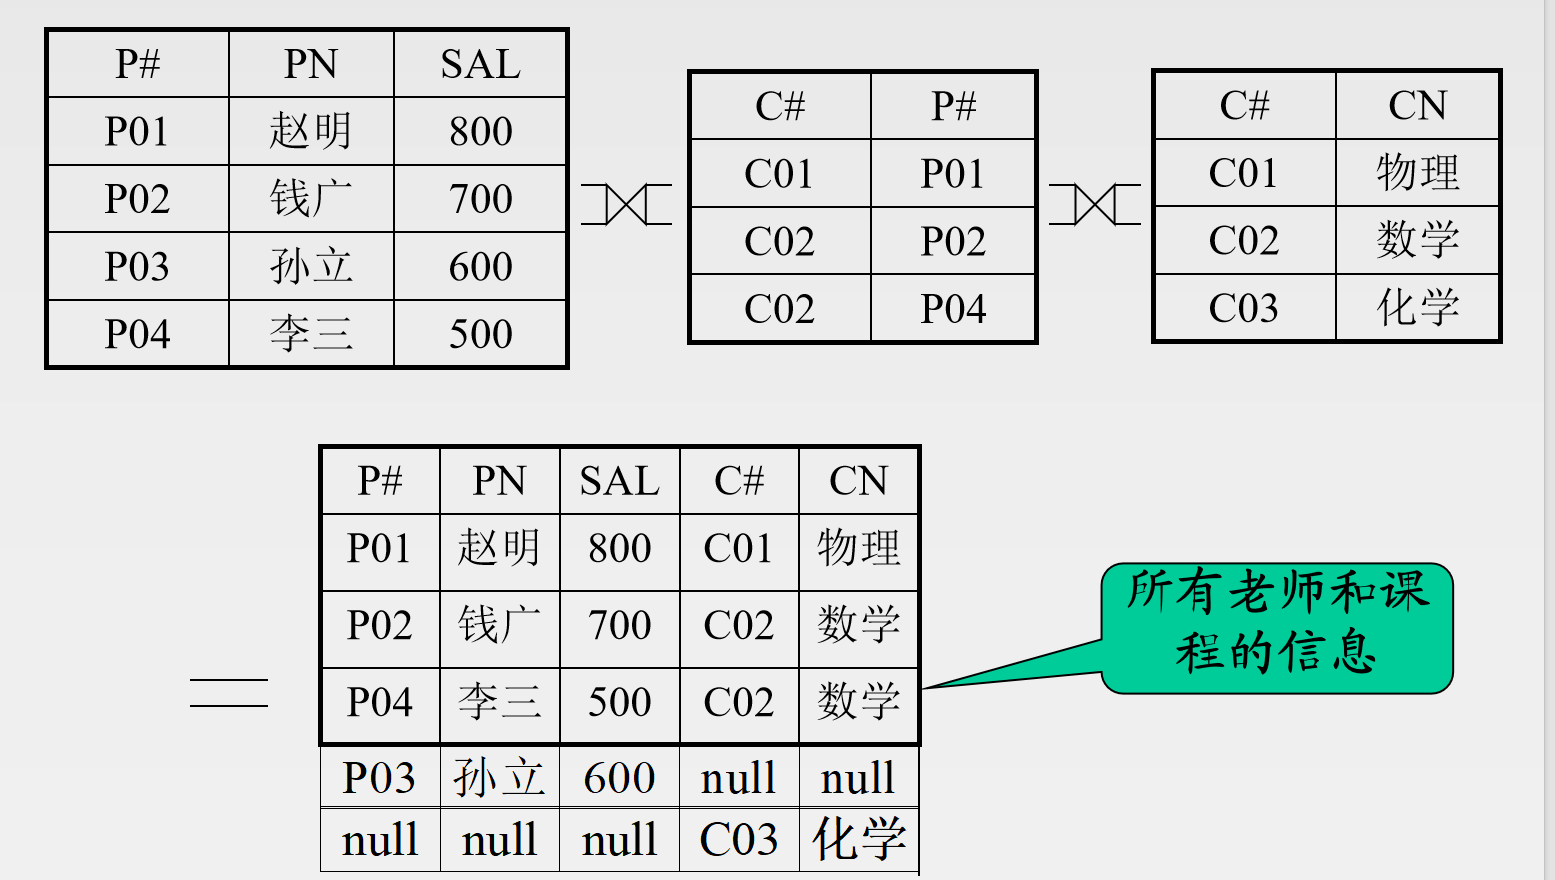 P# PN SAL
P01 赵明 800
P02 钱广 700
P03 孙立 600
P04 李三 500
C# P#
C01 P01
C02 P02
C02 P04
C# CN
C01 物理
C02 数学
C03 化学
P# PN SAL C# CN
P01 赵明 800 C01 物理
P02 钱广 700 C02 数学
P04 李三 500 C02 数学
P03 孙立 600 null null
null null null C03 化学
所有老师和课
程的信息